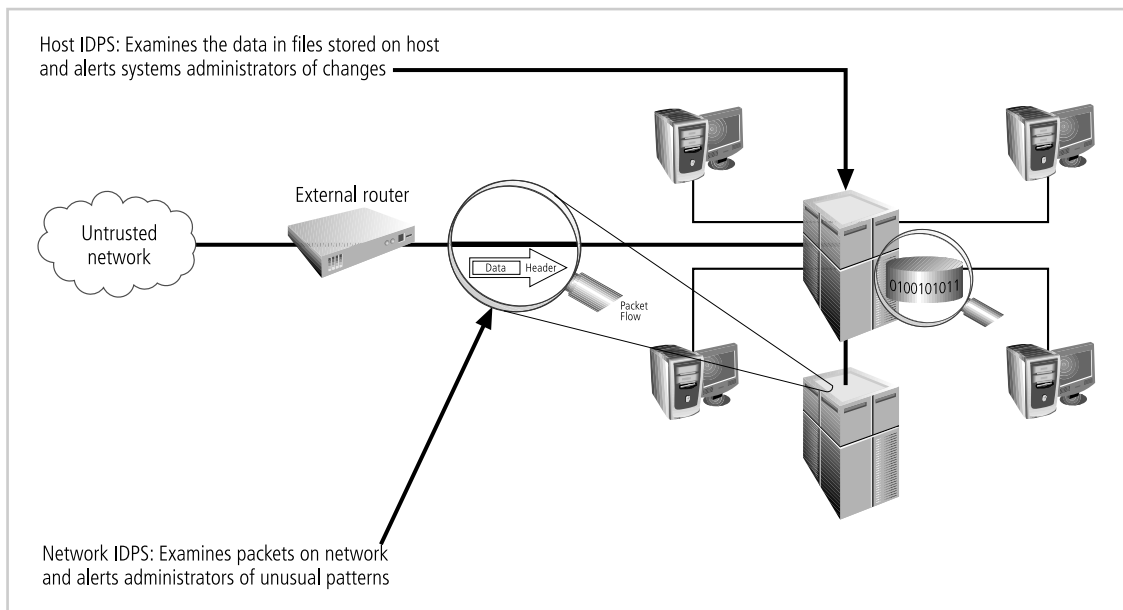 Host IDPS: Examines the data in files stored on host
and alerts systems administrators of changes
External router
Untrusted
network
Data
Header
Packet
Flow
0100101011
Network IDPS: Examines packets on network
and alerts administrators of unusual patterns